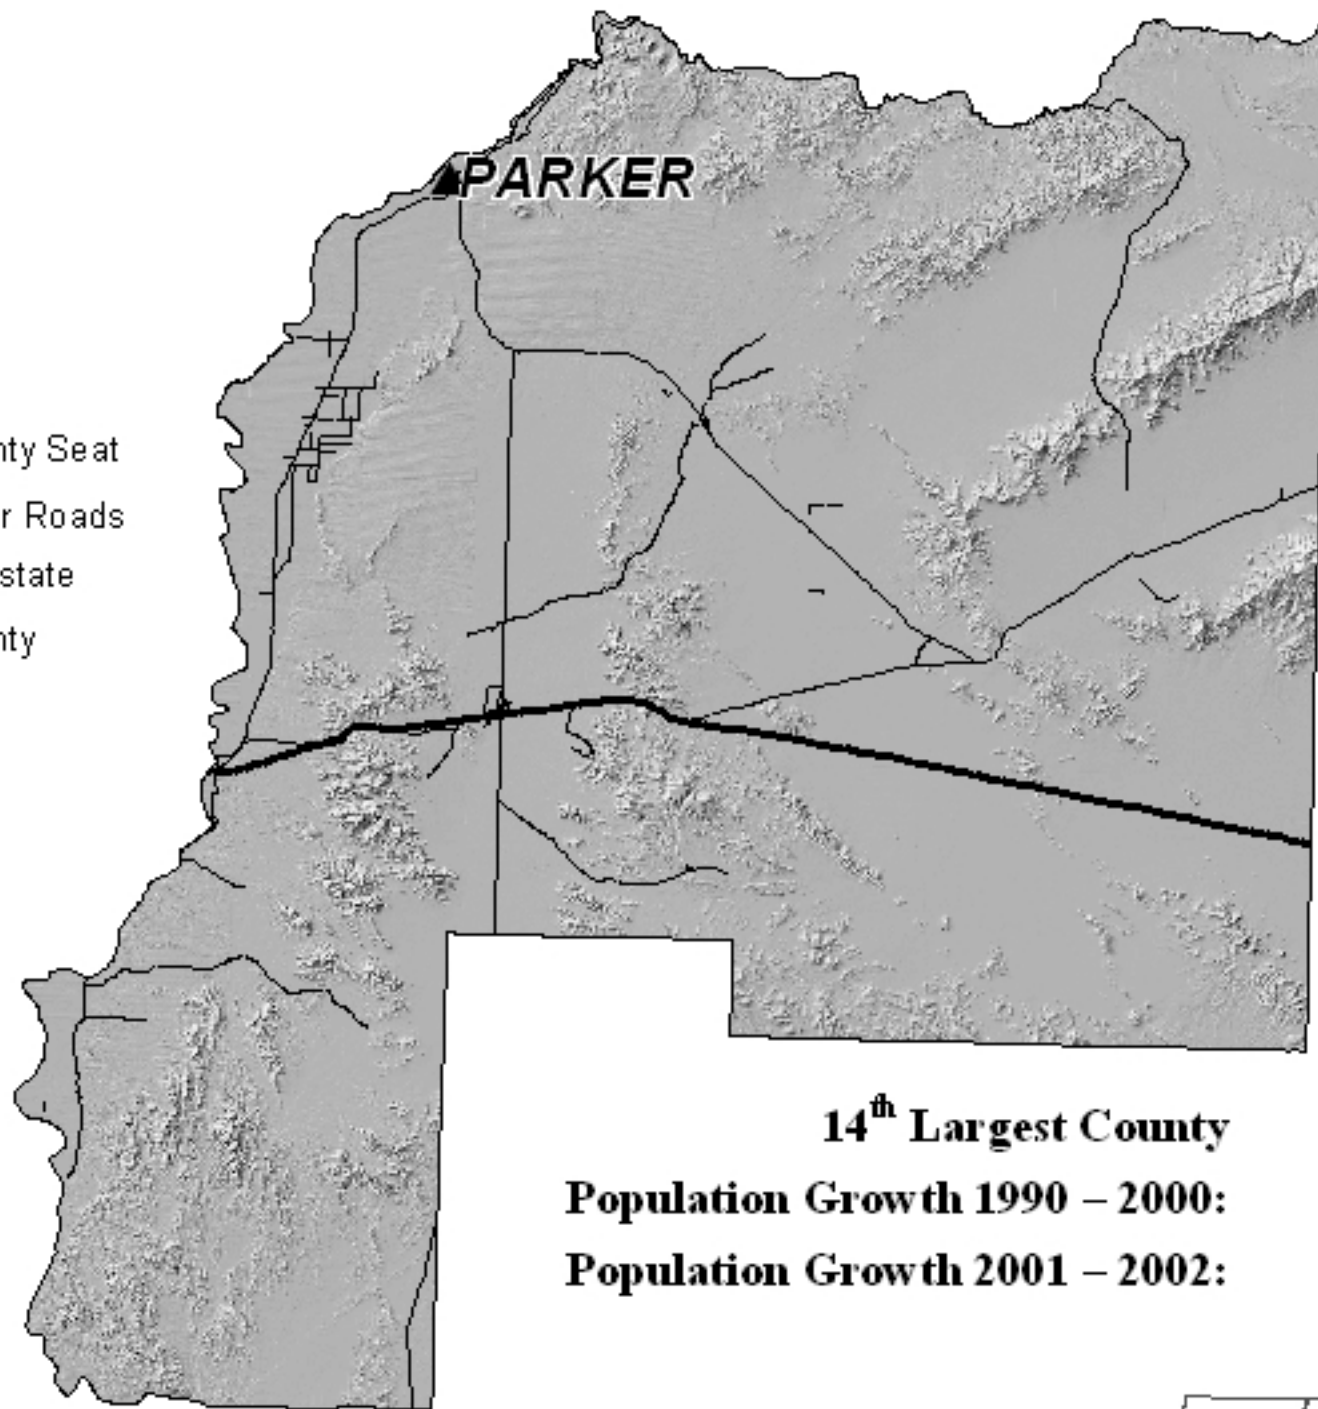 PARKER
nty Seat
r Roads
state
nty
14th Largest County
Population Growth 1990 – 2000:
Population Growth 2001 – 2002: